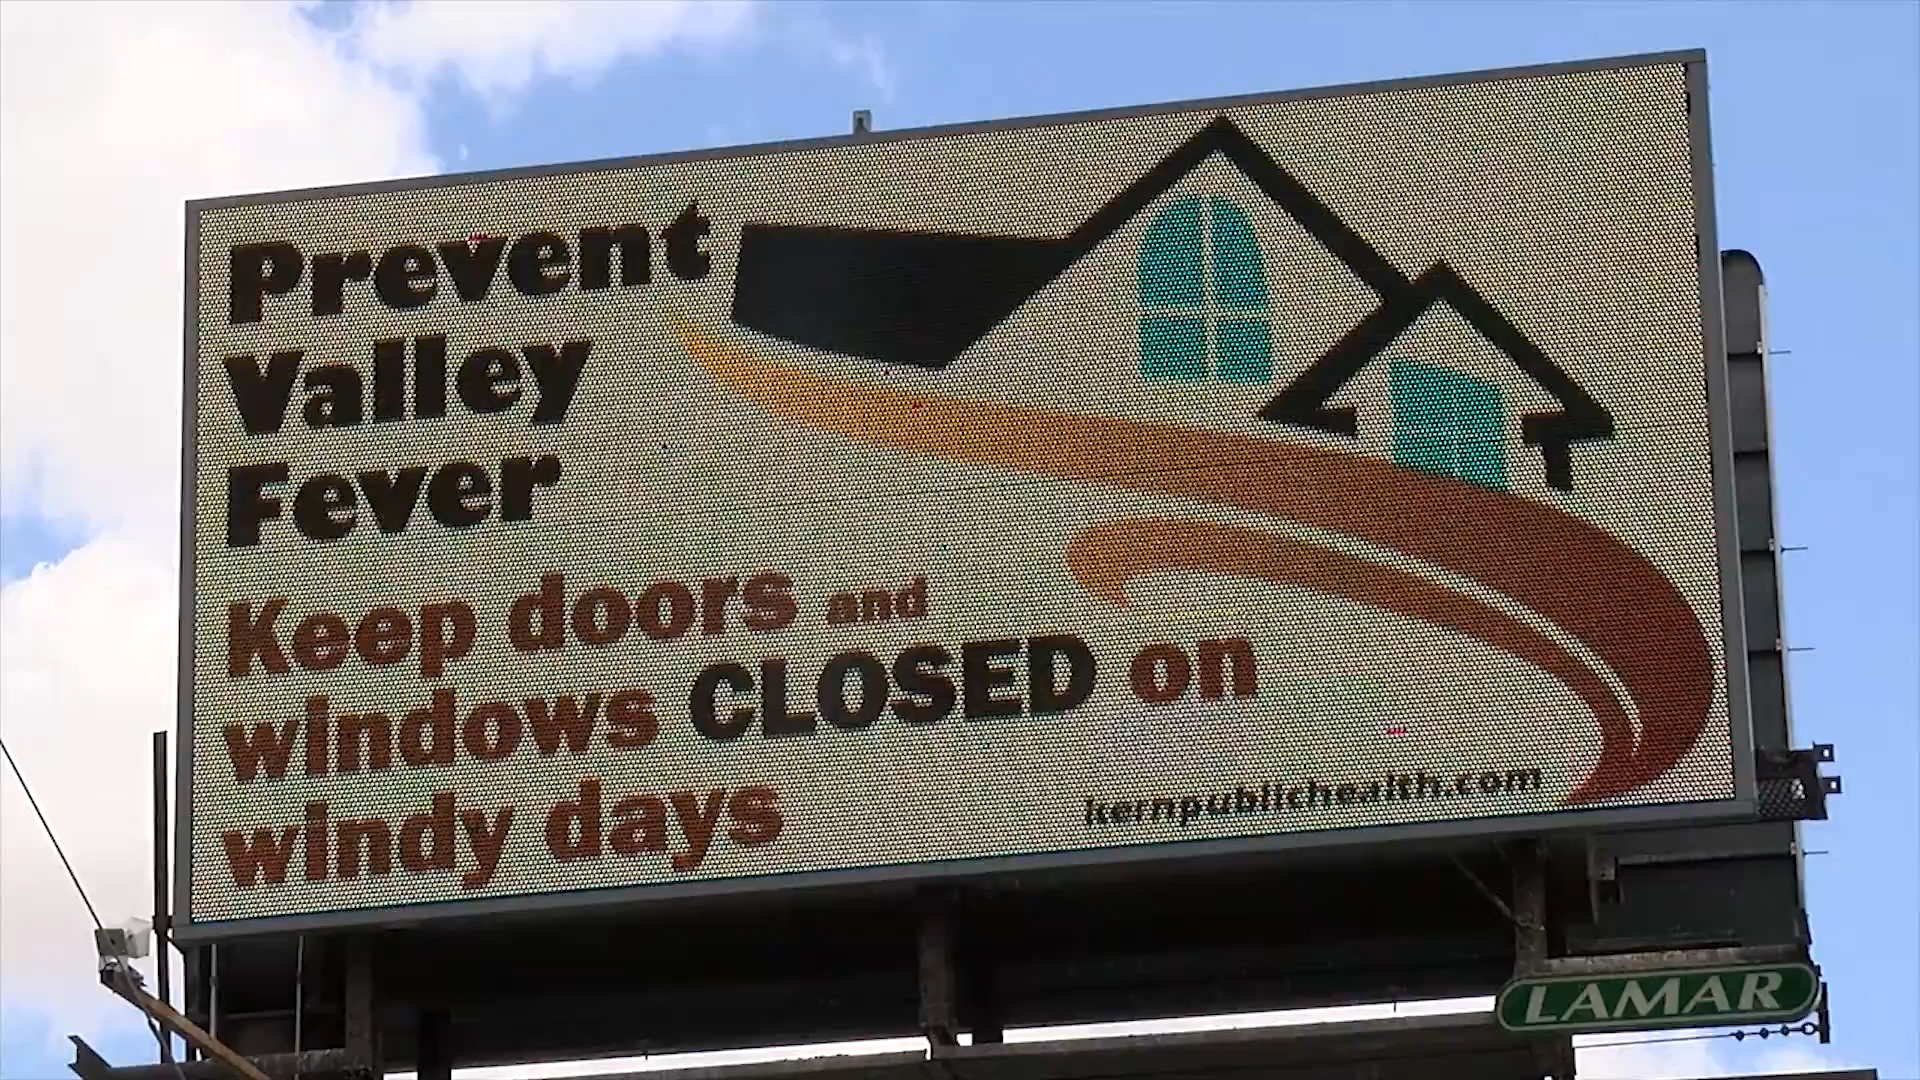 Prevent
Valley
Fever
Keep doors and
windows CLOSED on
windy days
kernpublichealth.com
LAMAR